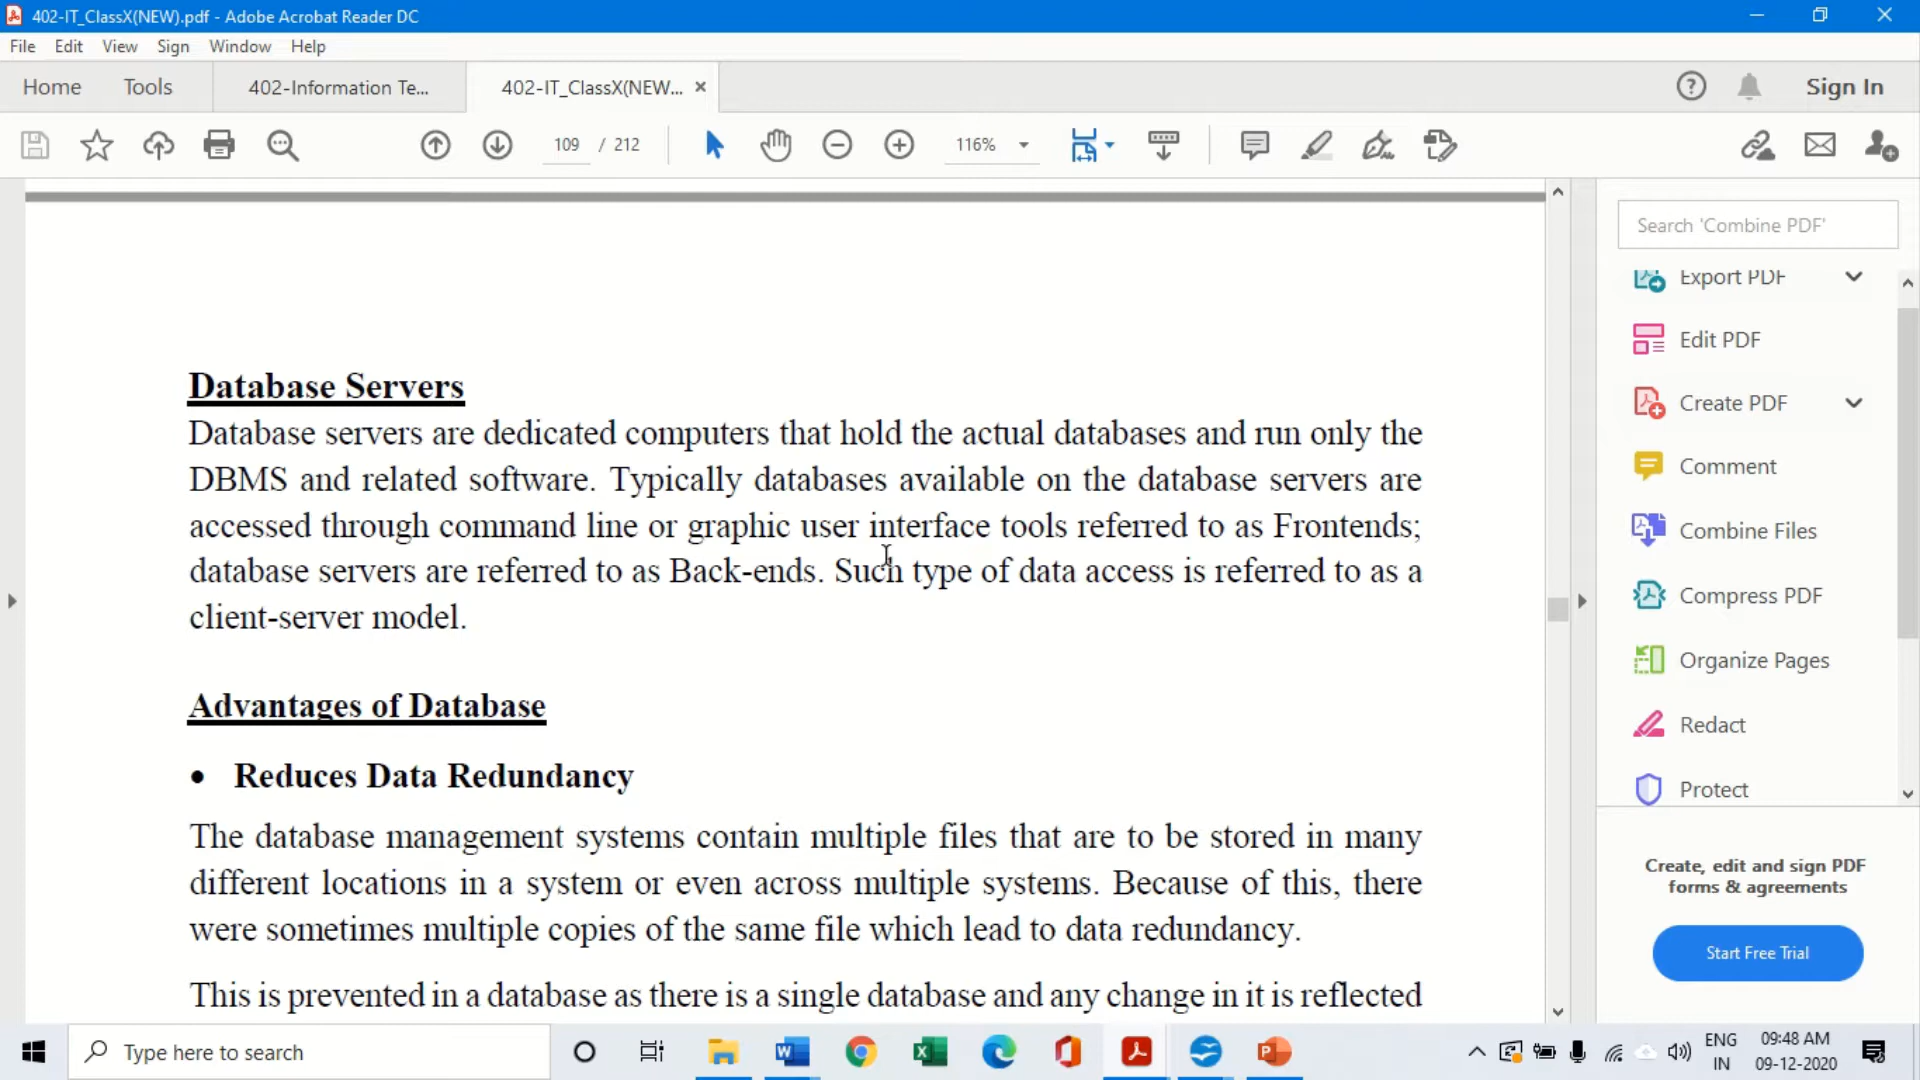 402-IT_ClassX(NEW).pdf - Adobe Acrobat Reader DC
File Edit View Sign Window Help
Home Tools 402-Information Te... 402-IT_ClassX(NEW... × Sign In
109 / 212 116%
Database Servers
Database servers are dedicated computers that hold the actual databases and run only the
DBMS and related software. Typically databases available on the database servers are
accessed through command line or graphic user interface tools referred to as Frontends;
database servers are referred to as Back-ends. Such type of data access is referred to as a
client-server model.
Advantages of Database
• Reduces Data Redundancy
The database management systems contain multiple files that are to be stored in many
different locations in a system or even across multiple systems. Because of this, there
were sometimes multiple copies of the same file which lead to data redundancy.
This is prevented in a database as there is a single database and any change in it is reflected
Search 'Combine PDF'
Export PDF
Edit PDF
Create PDF
Comment
Combine Files
Compress PDF
Organize Pages
Redact
Protect
Create, edit and sign PDF
forms & agreements
Start Free Trial
Type here to search
ENG
IN
09:48 AM
09-12-2020